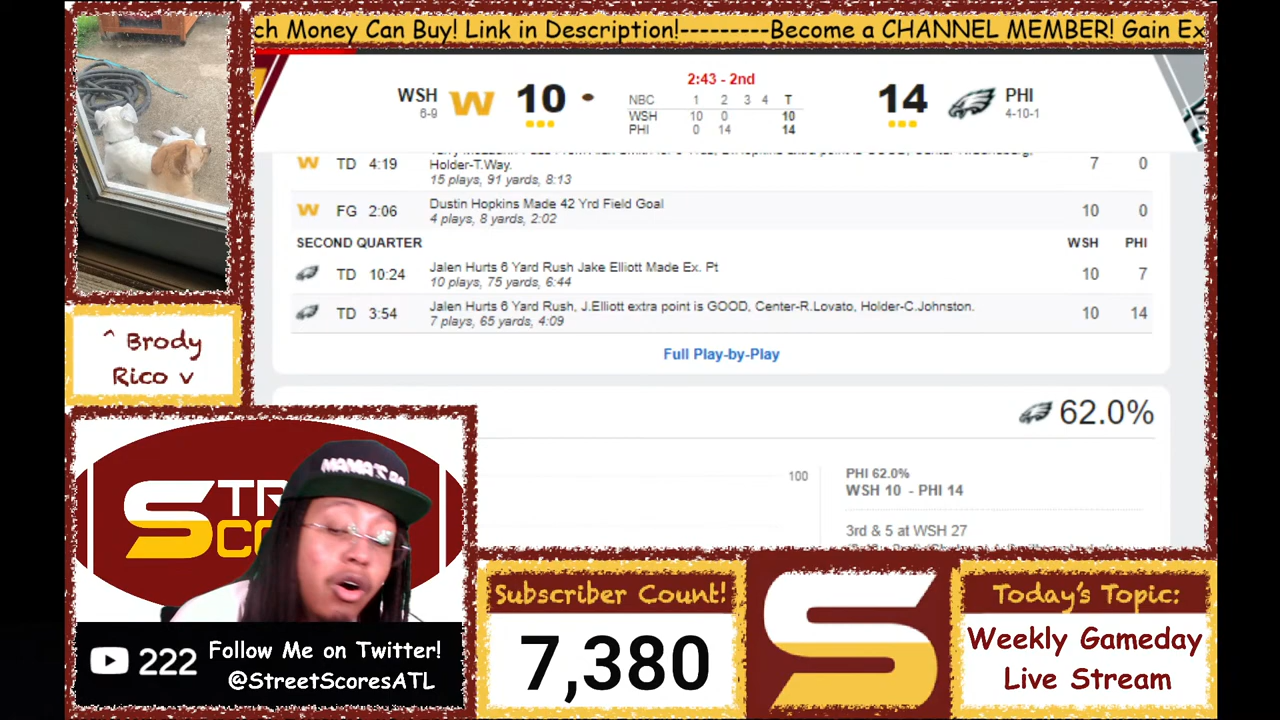 ch Money Can Buy! Link in Description!---------Become a CHANNEL MEMBER! Gain Ex
WSH
6-9
W
10
2:43 - 2nd
NBC 1 2 3 4 T
WSH 10 0 10
PHI 0 14 14
14
PHI
4-10-1
W TD 4:19
Holder-T.Way.
15 plays, 91 yards, 8:13
7 0
W FG 2:06 Dustin Hopkins Made 42 Yrd Field Goal
4 plays, 8 yards, 2:02
10 0
SECOND QUARTER WSH PHI
TD 10:24 Jalen Hurts 6 Yard Rush Jake Elliott Made Ex. Pt
10 plays, 75 yards, 6:44
10 7
TD 3:54 Jalen Hurts 6 Yard Rush, J.Elliott extra point is GOOD, Center-R.Lovato, Holder-C.Johnston.
7 plays, 65 yards, 4:09
10 14
Full Play-by-Play
62.0%
100
PHI 62.0%
WSH 10 - PHI 14
3rd & 5 at WSH 27
^ Brody
Rico v
STR
SCO
MAMA'Z
222
Follow Me on Twitter!
@StreetScoresATL
Subscriber Count!
7,380
S
Today's Topic:
Weekly Gameday
Live Stream